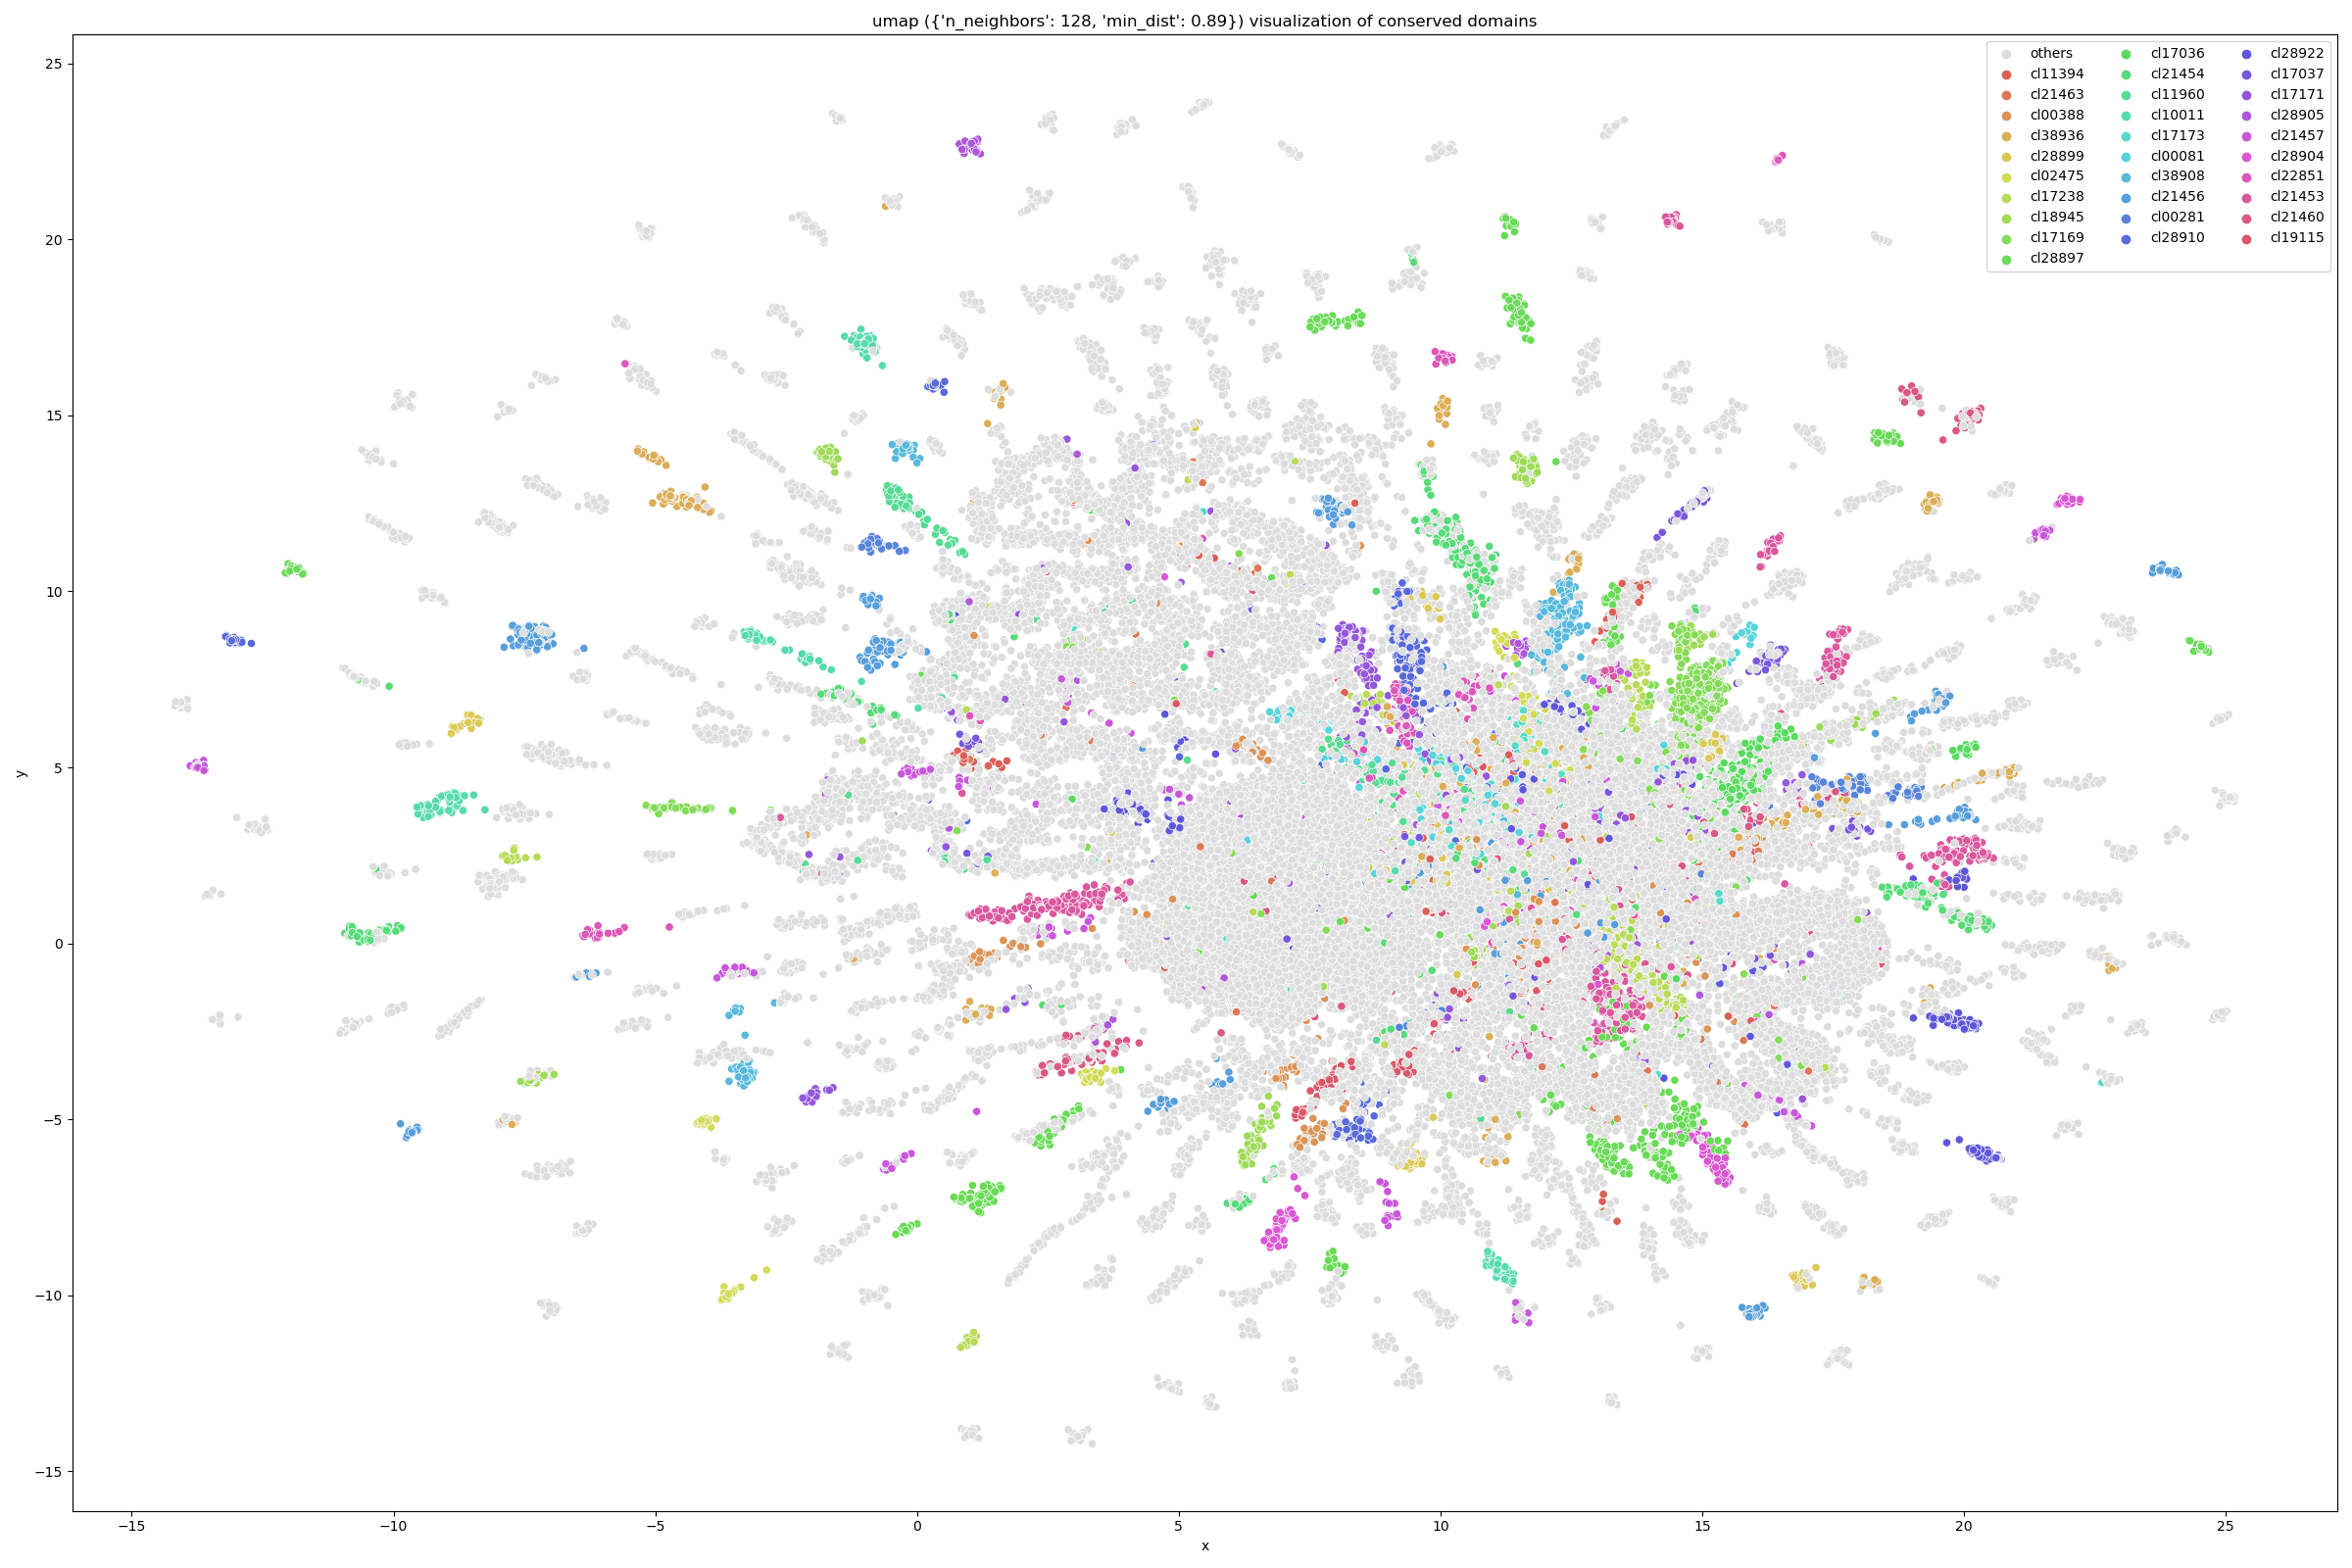 umap ({'n_neighbors': 128, 'min_dist': 0.89}) visualization of conserved domains
others
cl11394
cl21463
cl00388
cl38936
cl28899
cl02475
cl17238
cl18945
cl17169
cl28897
cl17036
cl21454
cl11960
cl10011
cl17173
cl00081
cl38908
cl21456
cl00281
cl28910
cl28922
cl17037
cl17171
cl28905
cl21457
cl28904
cl22851
cl21453
cl21460
cl19115
y
25
20
15
10
5
0
−5
−10
−15
−15
−10
−5
0
5
10
15
20
25
x